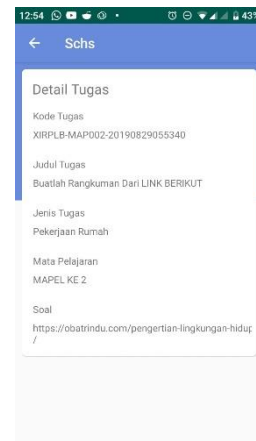 12:54
43%
Schs
Detail Tugas
Kode Tugas
XIRPLB-MAP002-20190829055340
Judul Tugas
Buatlah Rangkuman Dari LINK BERIKUT
Jenis Tugas
Pekerjaan Rumah
Mata Pelajaran
MAPEL KE 2
Soal
https://obatrindu.com/pengertian-lingkungan-hidup
/